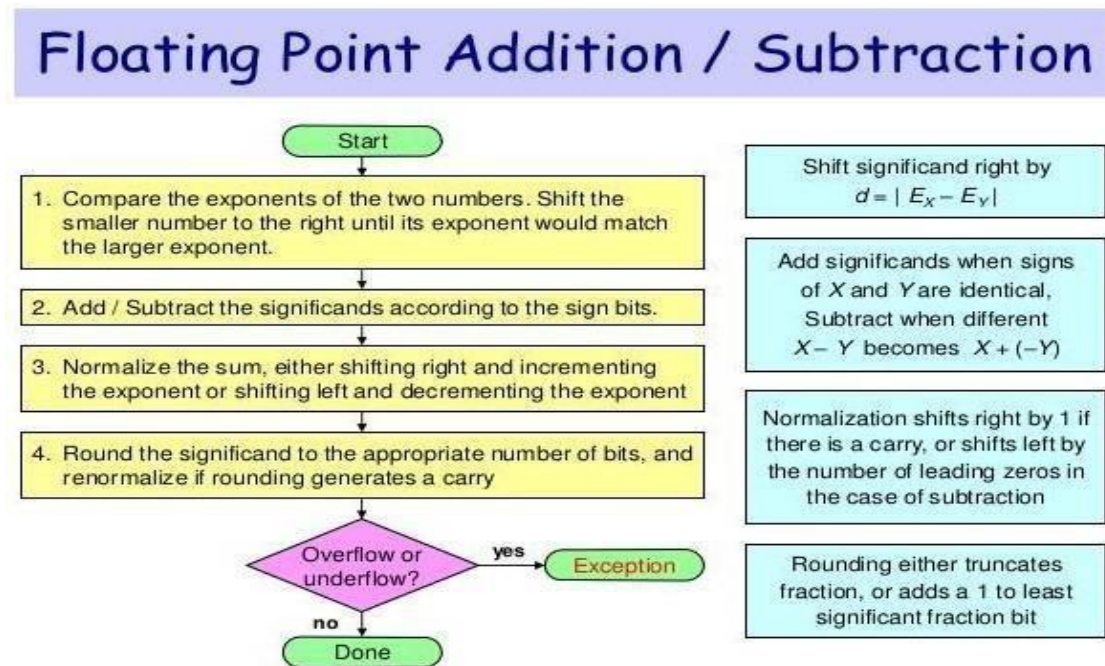 Floating Point Addition / Subtraction
Start
1. Compare the exponents of the two numbers. Shift the
smaller number to the right until its exponent would match
the larger exponent.
2. Add / Subtract the significands according to the sign bits.
3. Normalize the sum, either shifting right and incrementing
the exponent or shifting left and decrementing the exponent
4. Round the significand to the appropriate number of bits, and
renormalize if rounding generates a carry
Overflow or
underflow?
yes
Exception
no
Done
Shift significand right by
d = | E_X – E_Y |
Add significands when signs
of X and Y are identical,
Subtract when different
X – Y becomes X + (–Y)
Normalization shifts right by 1 if
there is a carry, or shifts left by
the number of leading zeros in
the case of subtraction
Rounding either truncates
fraction, or adds a 1 to least
significant fraction bit